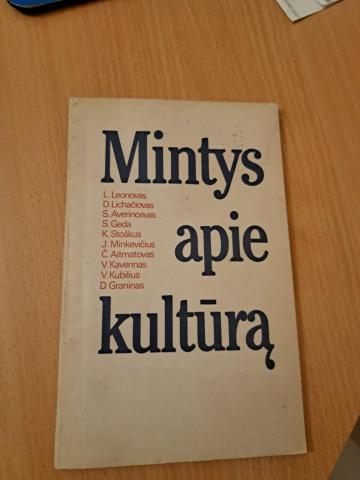 Mintys
L. Leonovas
D. Lichačiovas
S. Averincevas
S. Geda
K. Stoškus
J. Minkevičius
Č. Aitmatovas
V. Kaverinas
V. Kubilius
D. Graninas
apie
kultūrą